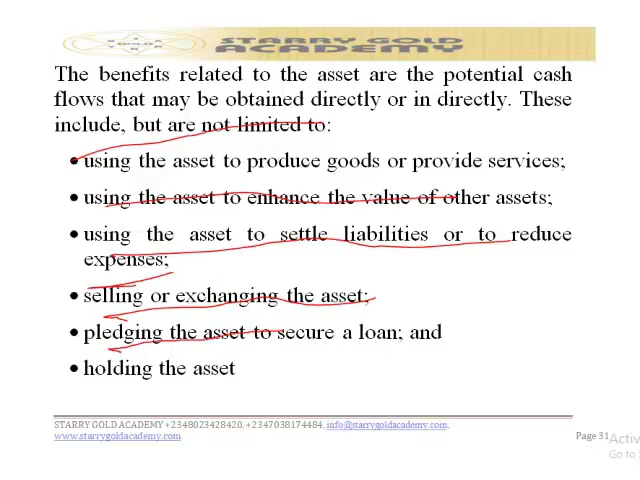 STARRY GOLD
ACADEMY
The benefits related to the asset are the potential cash
flows that may be obtained directly or in directly. These
include, but are not limited to:
• using the asset to produce goods or provide services;
• using the asset to enhance the value of other assets;
• using the asset to settle liabilities or to reduce
expenses;
• selling or exchanging the asset;
• pledging the asset to secure a loan; and
• holding the asset
STARRY GOLD ACADEMY +2348023428420, +2347038174484, info@starrygoldacademy.com,
www.starrygoldacademy.com Page 31
Activ
Go to S